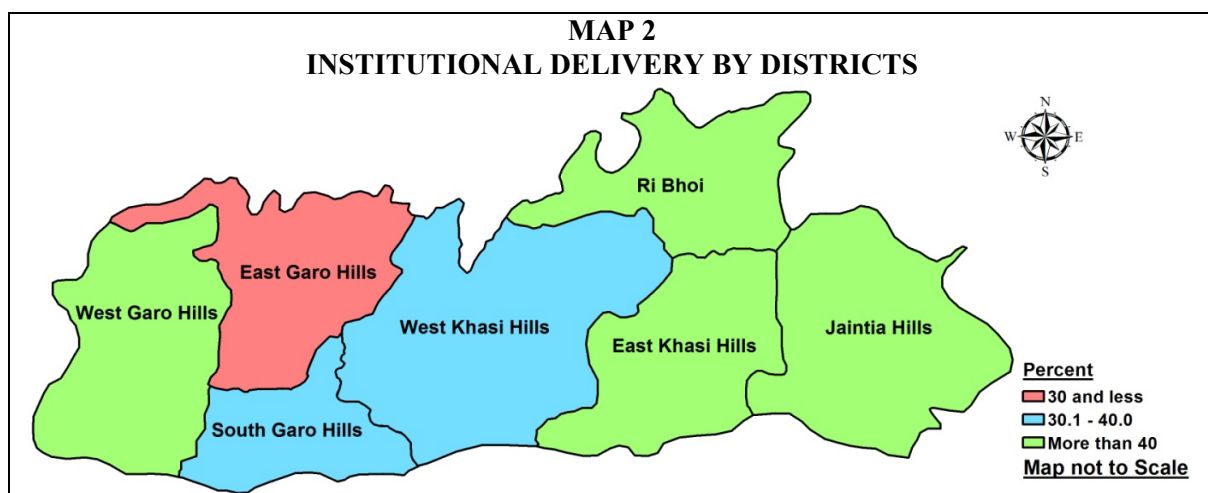 MAP 2
INSTITUTIONAL DELIVERY BY DISTRICTS
N
W E
S
Ri Bhoi
East Garo Hills
West Garo Hills
West Khasi Hills
Jaintia Hills
East Khasi Hills
South Garo Hills
Percent
30 and less
30.1 - 40.0
More than 40
Map not to Scale